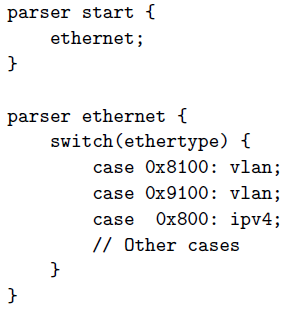 parser start {
    ethernet;
}

parser ethernet {
    switch(ethertype) {
        case 0x8100: vlan;
        case 0x9100: vlan;
        case  0x800: ipv4;
        // Other cases
    }
}